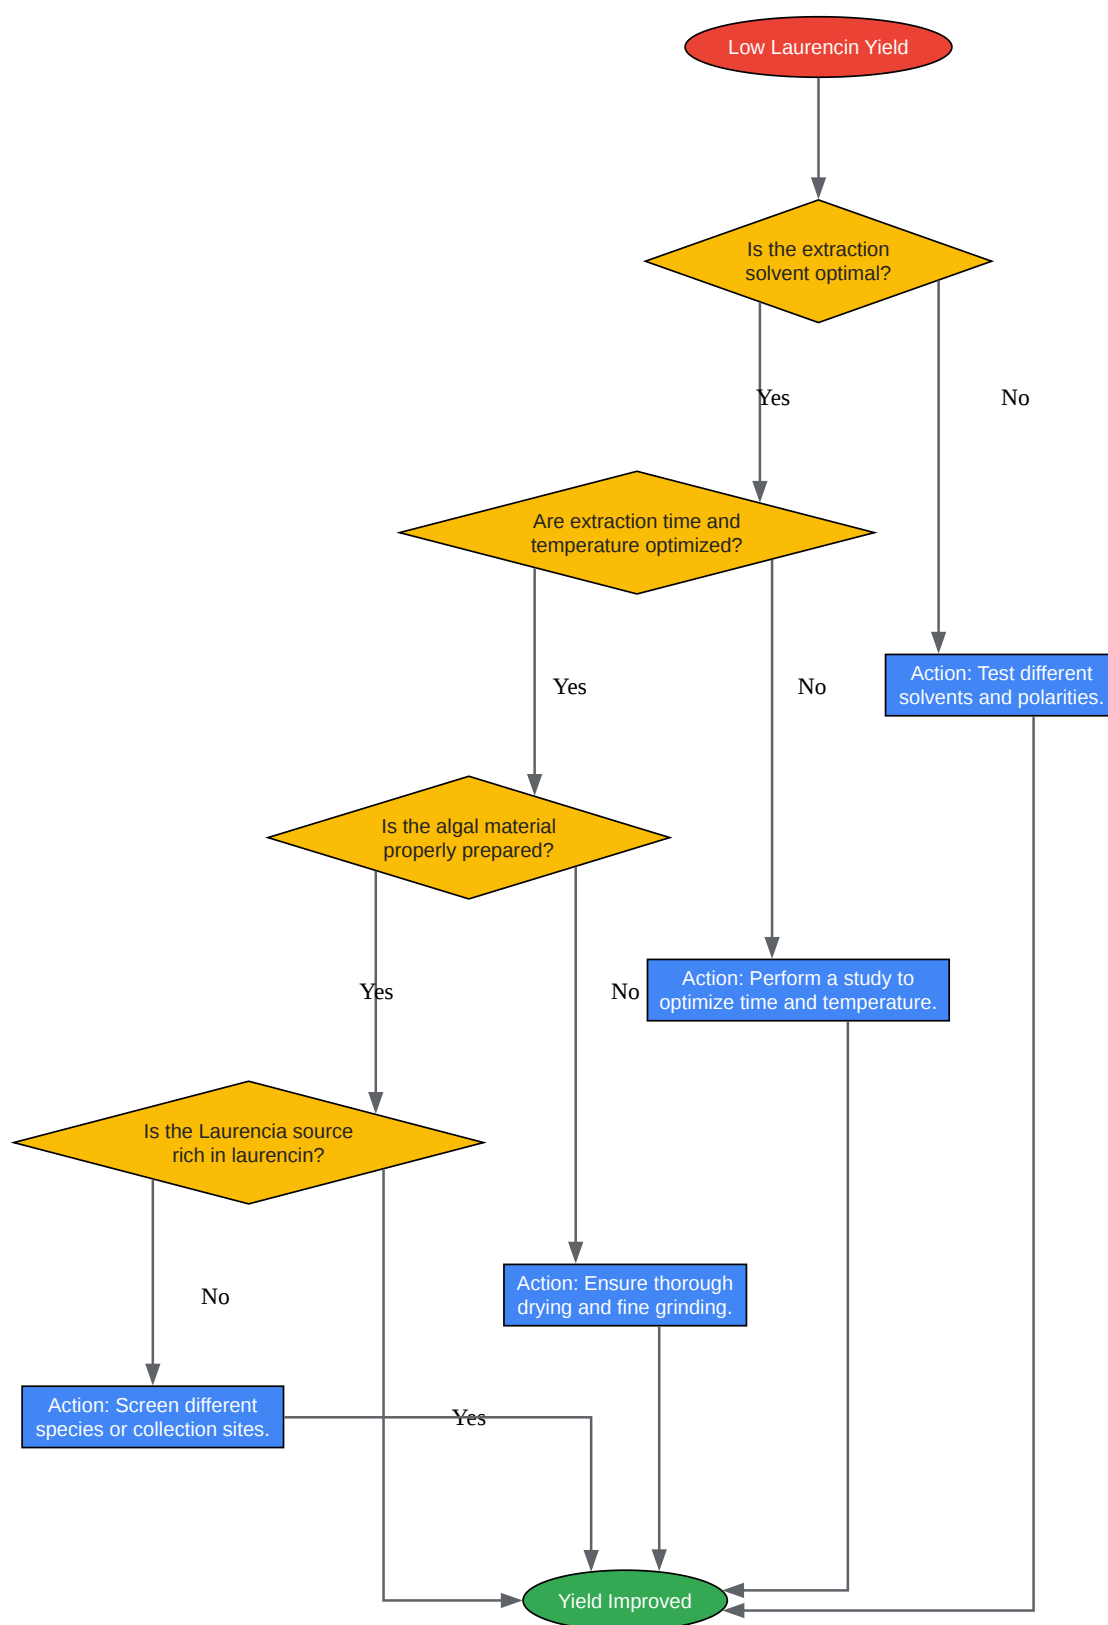 Low Laurencin Yield
Is the extraction
solvent optimal?
Yes
No
Are extraction time and
temperature optimized?
Yes
No
Action: Test different
solvents and polarities.
Is the algal material
properly prepared?
Yes
No
Action: Perform a study to
optimize time and temperature.
Is the Laurencia source
rich in laurencin?
No
Action: Ensure thorough
drying and fine grinding.
Action: Screen different
species or collection sites.
Yes
Yield Improved